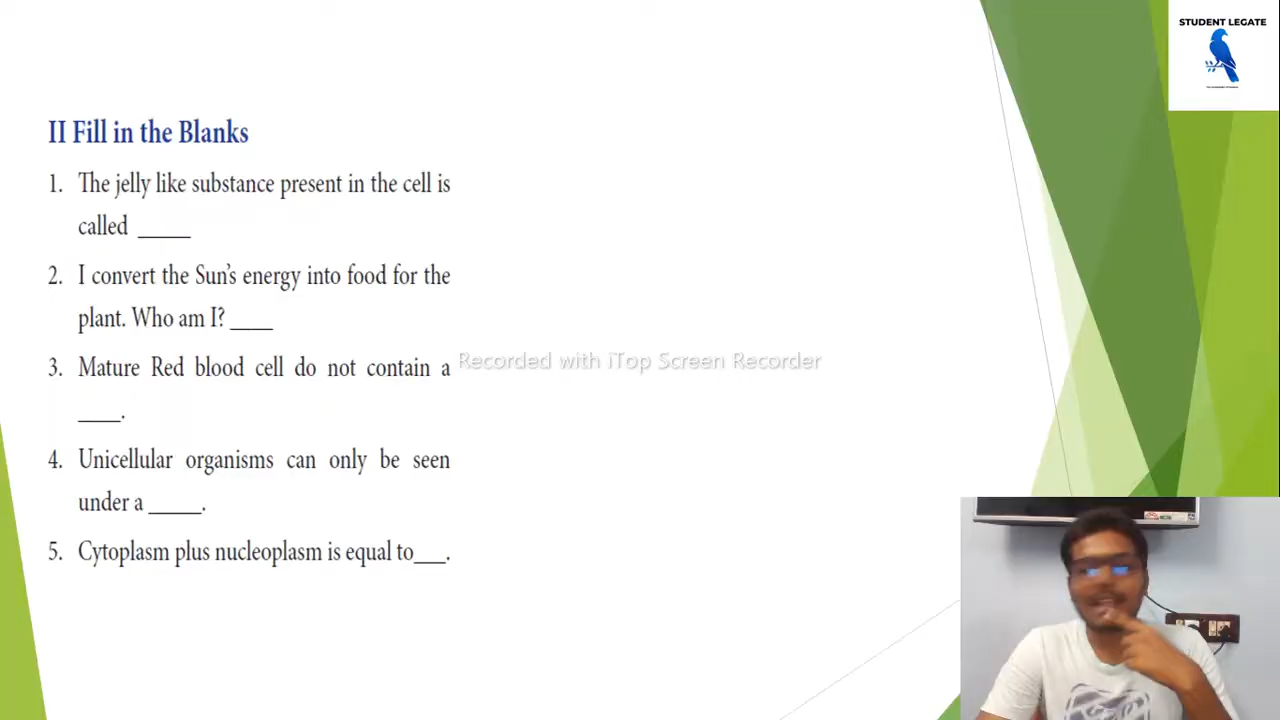 STUDENT LEGATE
II Fill in the Blanks
1. The jelly like substance present in the cell is
called _____
2. I convert the Sun's energy into food for the
plant. Who am I? ____
3. Mature Red blood cell do not contain a
____.
Recorded with iTop Screen Recorder
4. Unicellular organisms can only be seen
under a _____.
5. Cytoplasm plus nucleoplasm is equal to___.